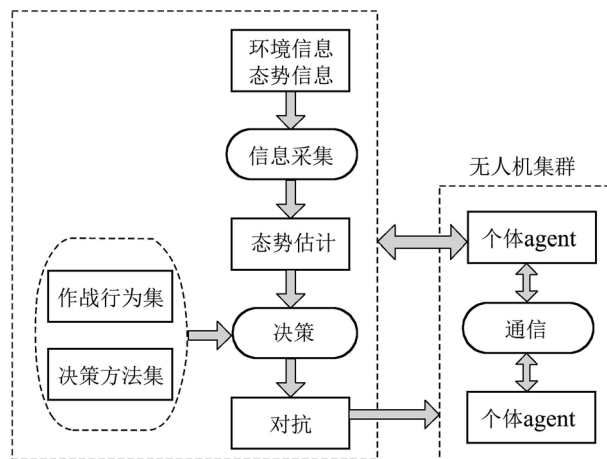 环境信息
态势信息
信息采集
态势估计
作战行为集
决策方法集
决策
对抗
无人机集群
个体agent
通信
个体agent